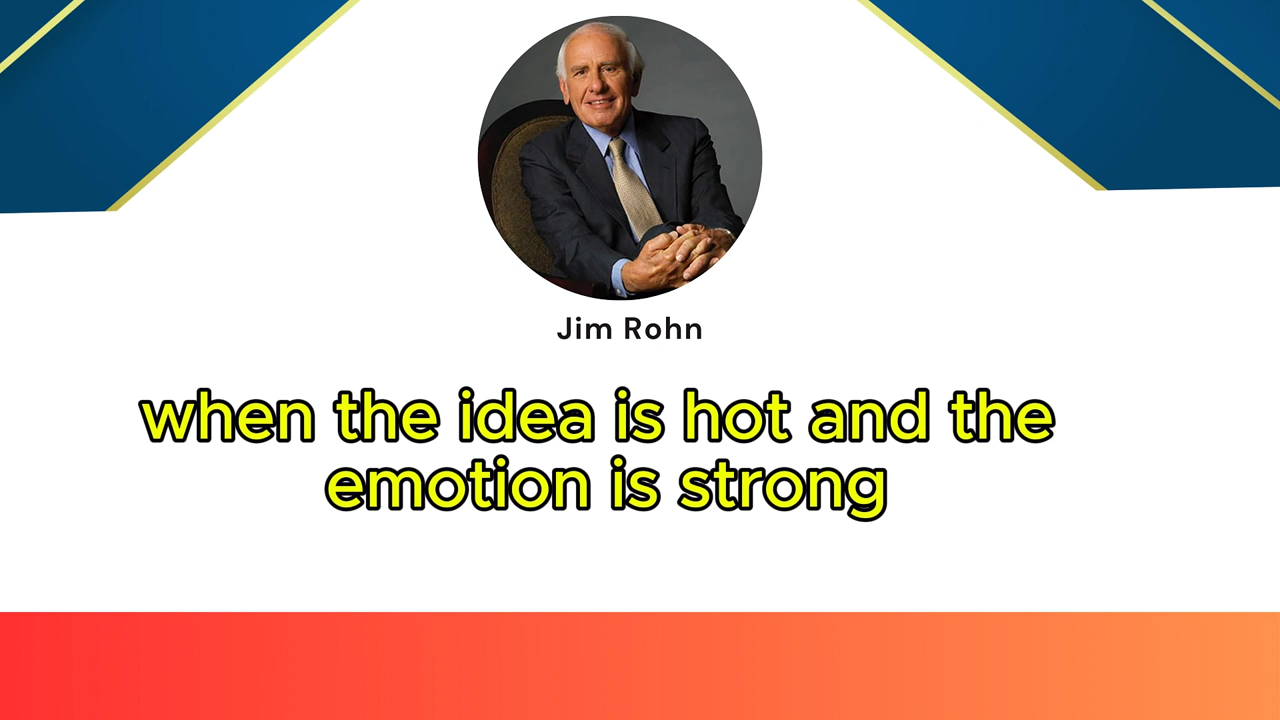 Jim Rohn
when the idea is hot and the
emotion is strong